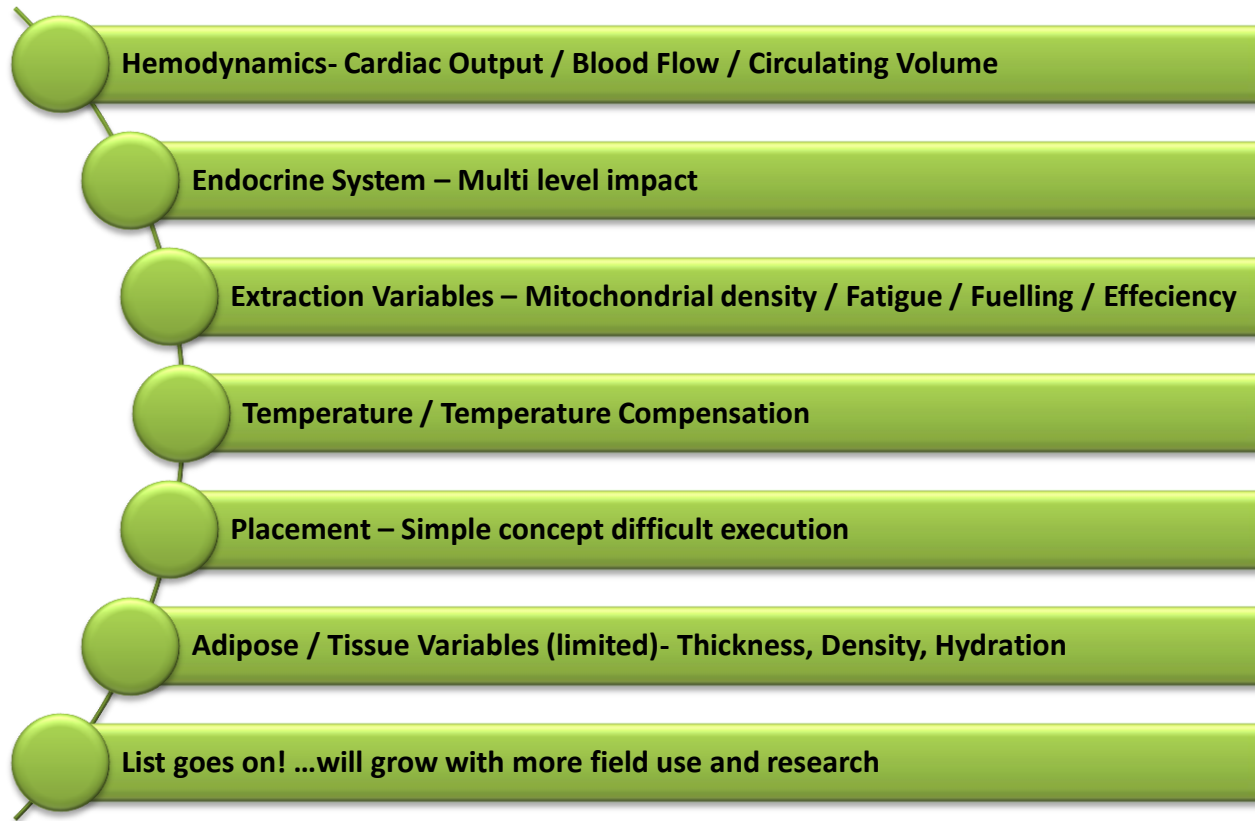 Hemodynamics- Cardiac Output / Blood Flow / Circulating Volume
Endocrine System – Multi level impact
Extraction Variables – Mitochondrial density / Fatigue / Fuelling / Effeciency
Temperature / Temperature Compensation
Placement – Simple concept difficult execution
Adipose / Tissue Variables (limited)- Thickness, Density, Hydration
List goes on! ...will grow with more field use and research